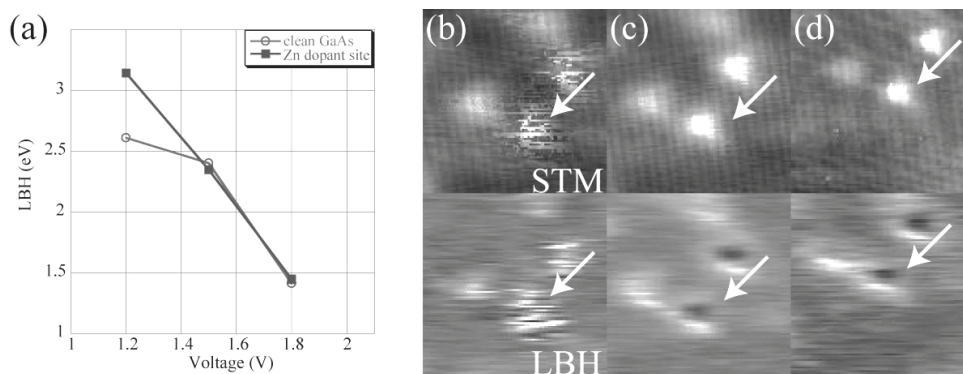 (a)
clean GaAs
Zn dopant site
LBH (eV)
3
2.5
2
1.5
1
1
1.2
1.4
1.6
1.8
2
Voltage (V)
(b)
(c)
(d)
STM
LBH